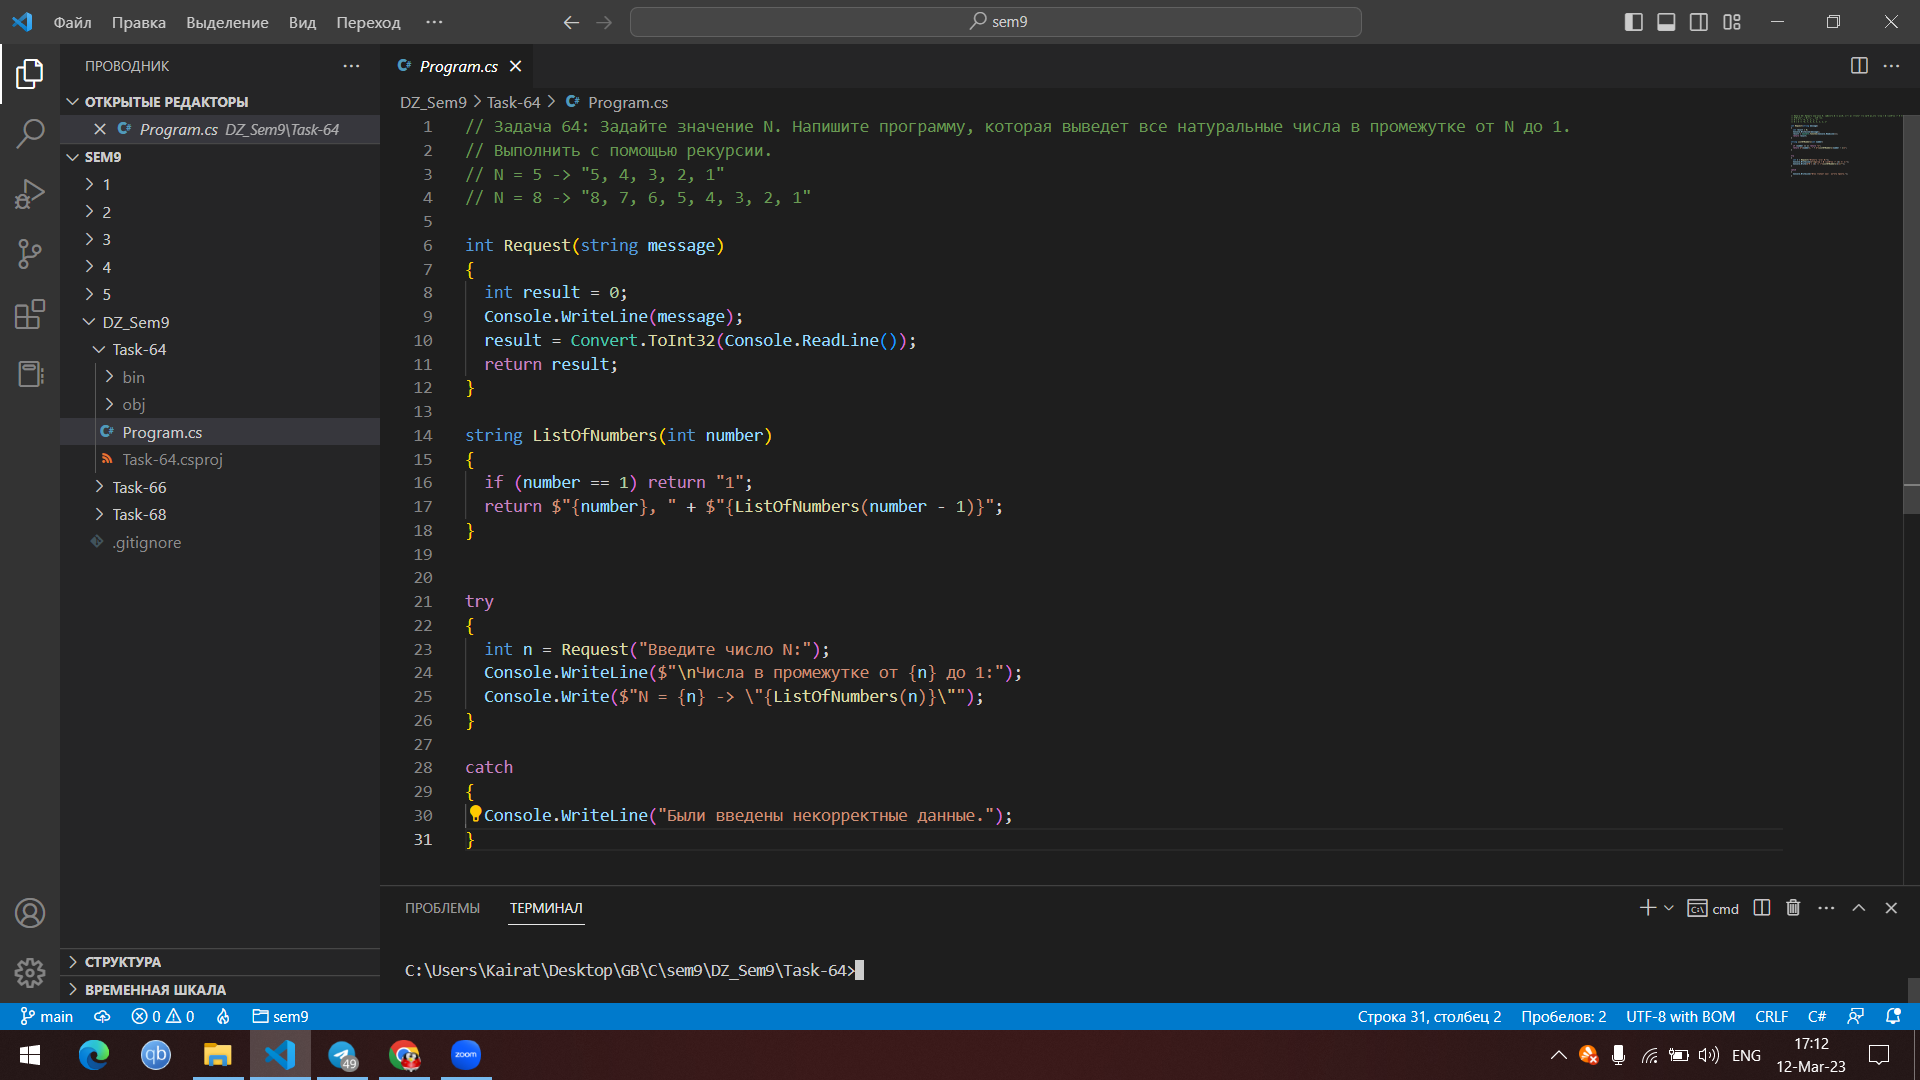 Файл Правка Выделение Вид Переход ··· sem9
ПРОВОДНИК ···
ОТКРЫТЫЕ РЕДАКТОРЫ
Program.cs DZ_Sem9\Task-64
SEM9
1
2
3
4
5
DZ_Sem9
Task-64
bin
obj
Program.cs
Task-64.csproj
Task-66
Task-68
.gitignore
СТРУКТУРА
ВРЕМЕННАЯ ШКАЛА
Program.cs
DZ_Sem9 > Task-64 > Program.cs
1 // Задача 64: Задайте значение N. Напишите программу, которая выведет все натуральные числа в промежутке от N до 1.
2 // Выполнить с помощью рекурсии.
3 // N = 5 -> "5, 4, 3, 2, 1"
4 // N = 8 -> "8, 7, 6, 5, 4, 3, 2, 1"
5
6 int Request(string message)
7 {
8 int result = 0;
9 Console.WriteLine(message);
10 result = Convert.ToInt32(Console.ReadLine());
11 return result;
12 }
13
14 string ListOfNumbers(int number)
15 {
16 if (number == 1) return "1";
17 return $"{number}, " + $"{ListOfNumbers(number - 1)}";
18 }
19
20
21 try
22 {
23 int n = Request("Введите число N:");
24 Console.WriteLine($"\nЧисла в промежутке от {n} до 1:");
25 Console.Write($"N = {n} -> \"{ListOfNumbers(n)}\"");
26 }
27
28 catch
29 {
30 Console.WriteLine("Были введены некорректные данные.");
31 }
ПРОБЛЕМЫ ТЕРМИНАЛ cmd
C:\Users\Kairat\Desktop\GB\C\sem9\DZ_Sem9\Task-64>
main 0 0 sem9 Строка 31, столбец 2 Пробелов: 2 UTF-8 with BOM CRLF C#
qb 49 zoom ENG 17:12
12-Mar-23